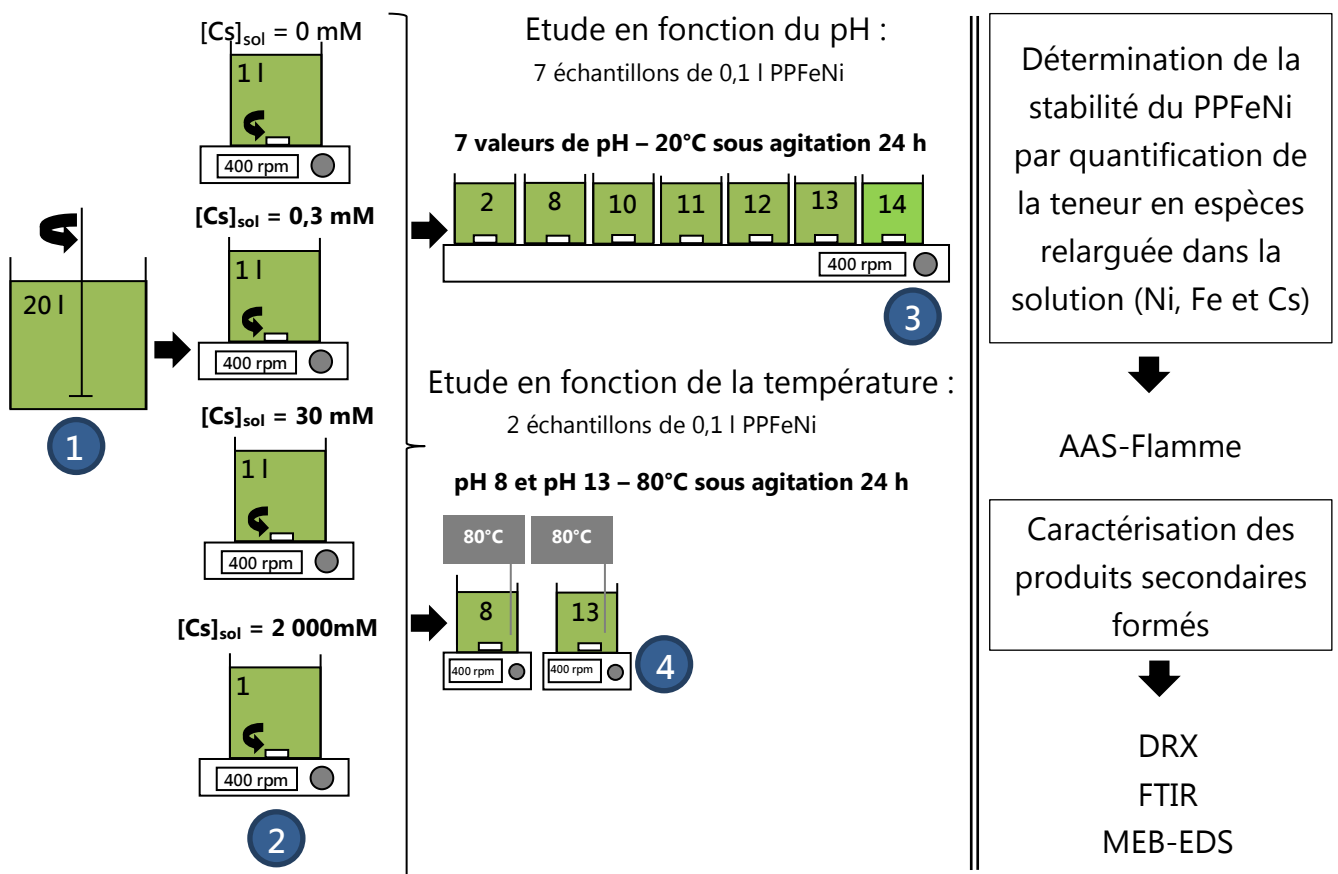 20 l
1
[Cs]sol = 0 mM
1 l
400 rpm
[Cs]sol = 0,3 mM
1 l
400 rpm
[Cs]sol = 30 mM
1 l
400 rpm
[Cs]sol = 2 000mM
1
400 rpm
2
Etude en fonction du pH :
7 échantillons de 0,1 l PPFeNi
7 valeurs de pH – 20°C sous agitation 24 h
2 8 10 11 12 13 14
400 rpm
3
Etude en fonction de la température :
2 échantillons de 0,1 l PPFeNi
pH 8 et pH 13 – 80°C sous agitation 24 h
80°C 80°C
8 13
400 rpm 400 rpm
4
Détermination de la
stabilité du PPFeNi
par quantification de
la teneur en espèces
relarguée dans la
solution (Ni, Fe et Cs)
AAS-Flamme
Caractérisation des
produits secondaires
formés
DRX
FTIR
MEB-EDS